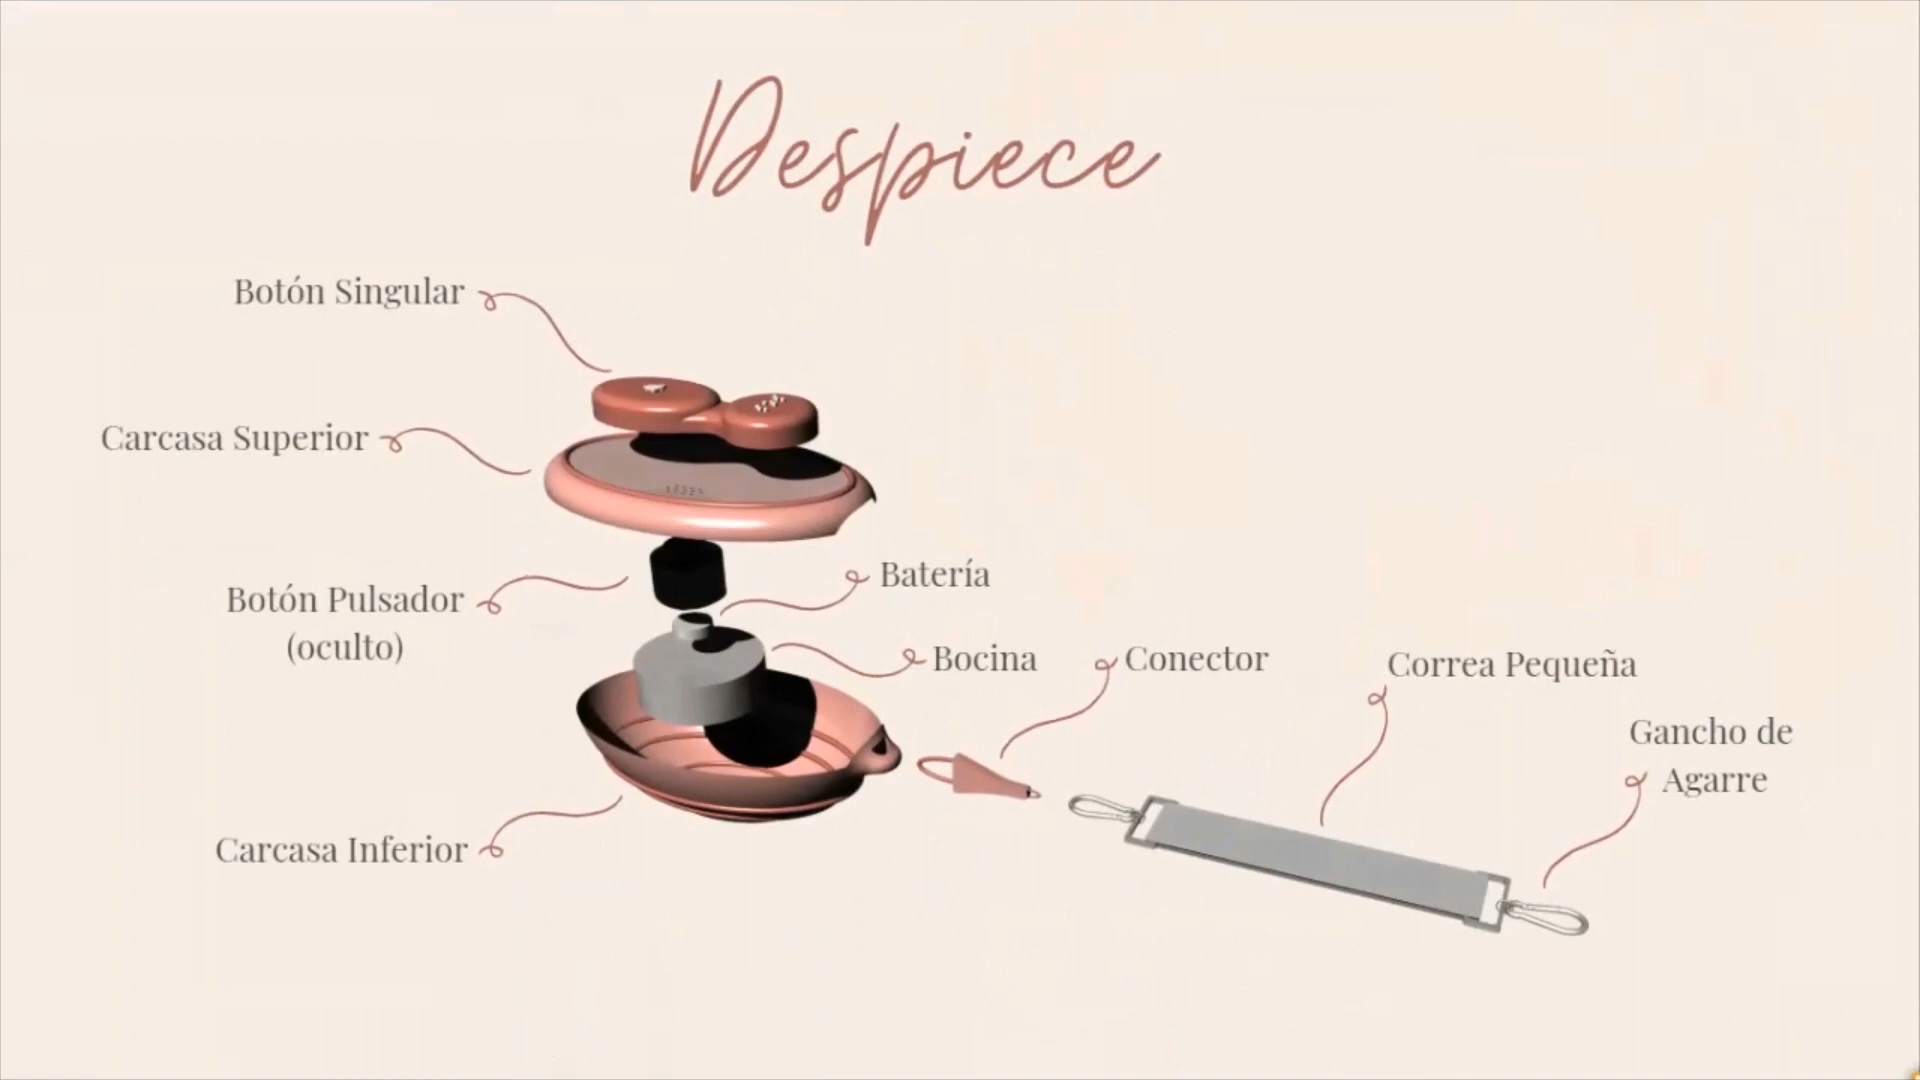 Despiece
Botón Singular
Carcasa Superior
Batería
Botón Pulsador
(oculto)
Bocina
Conector
Correa Pequeña
Gancho de
Agarre
Carcasa Inferior